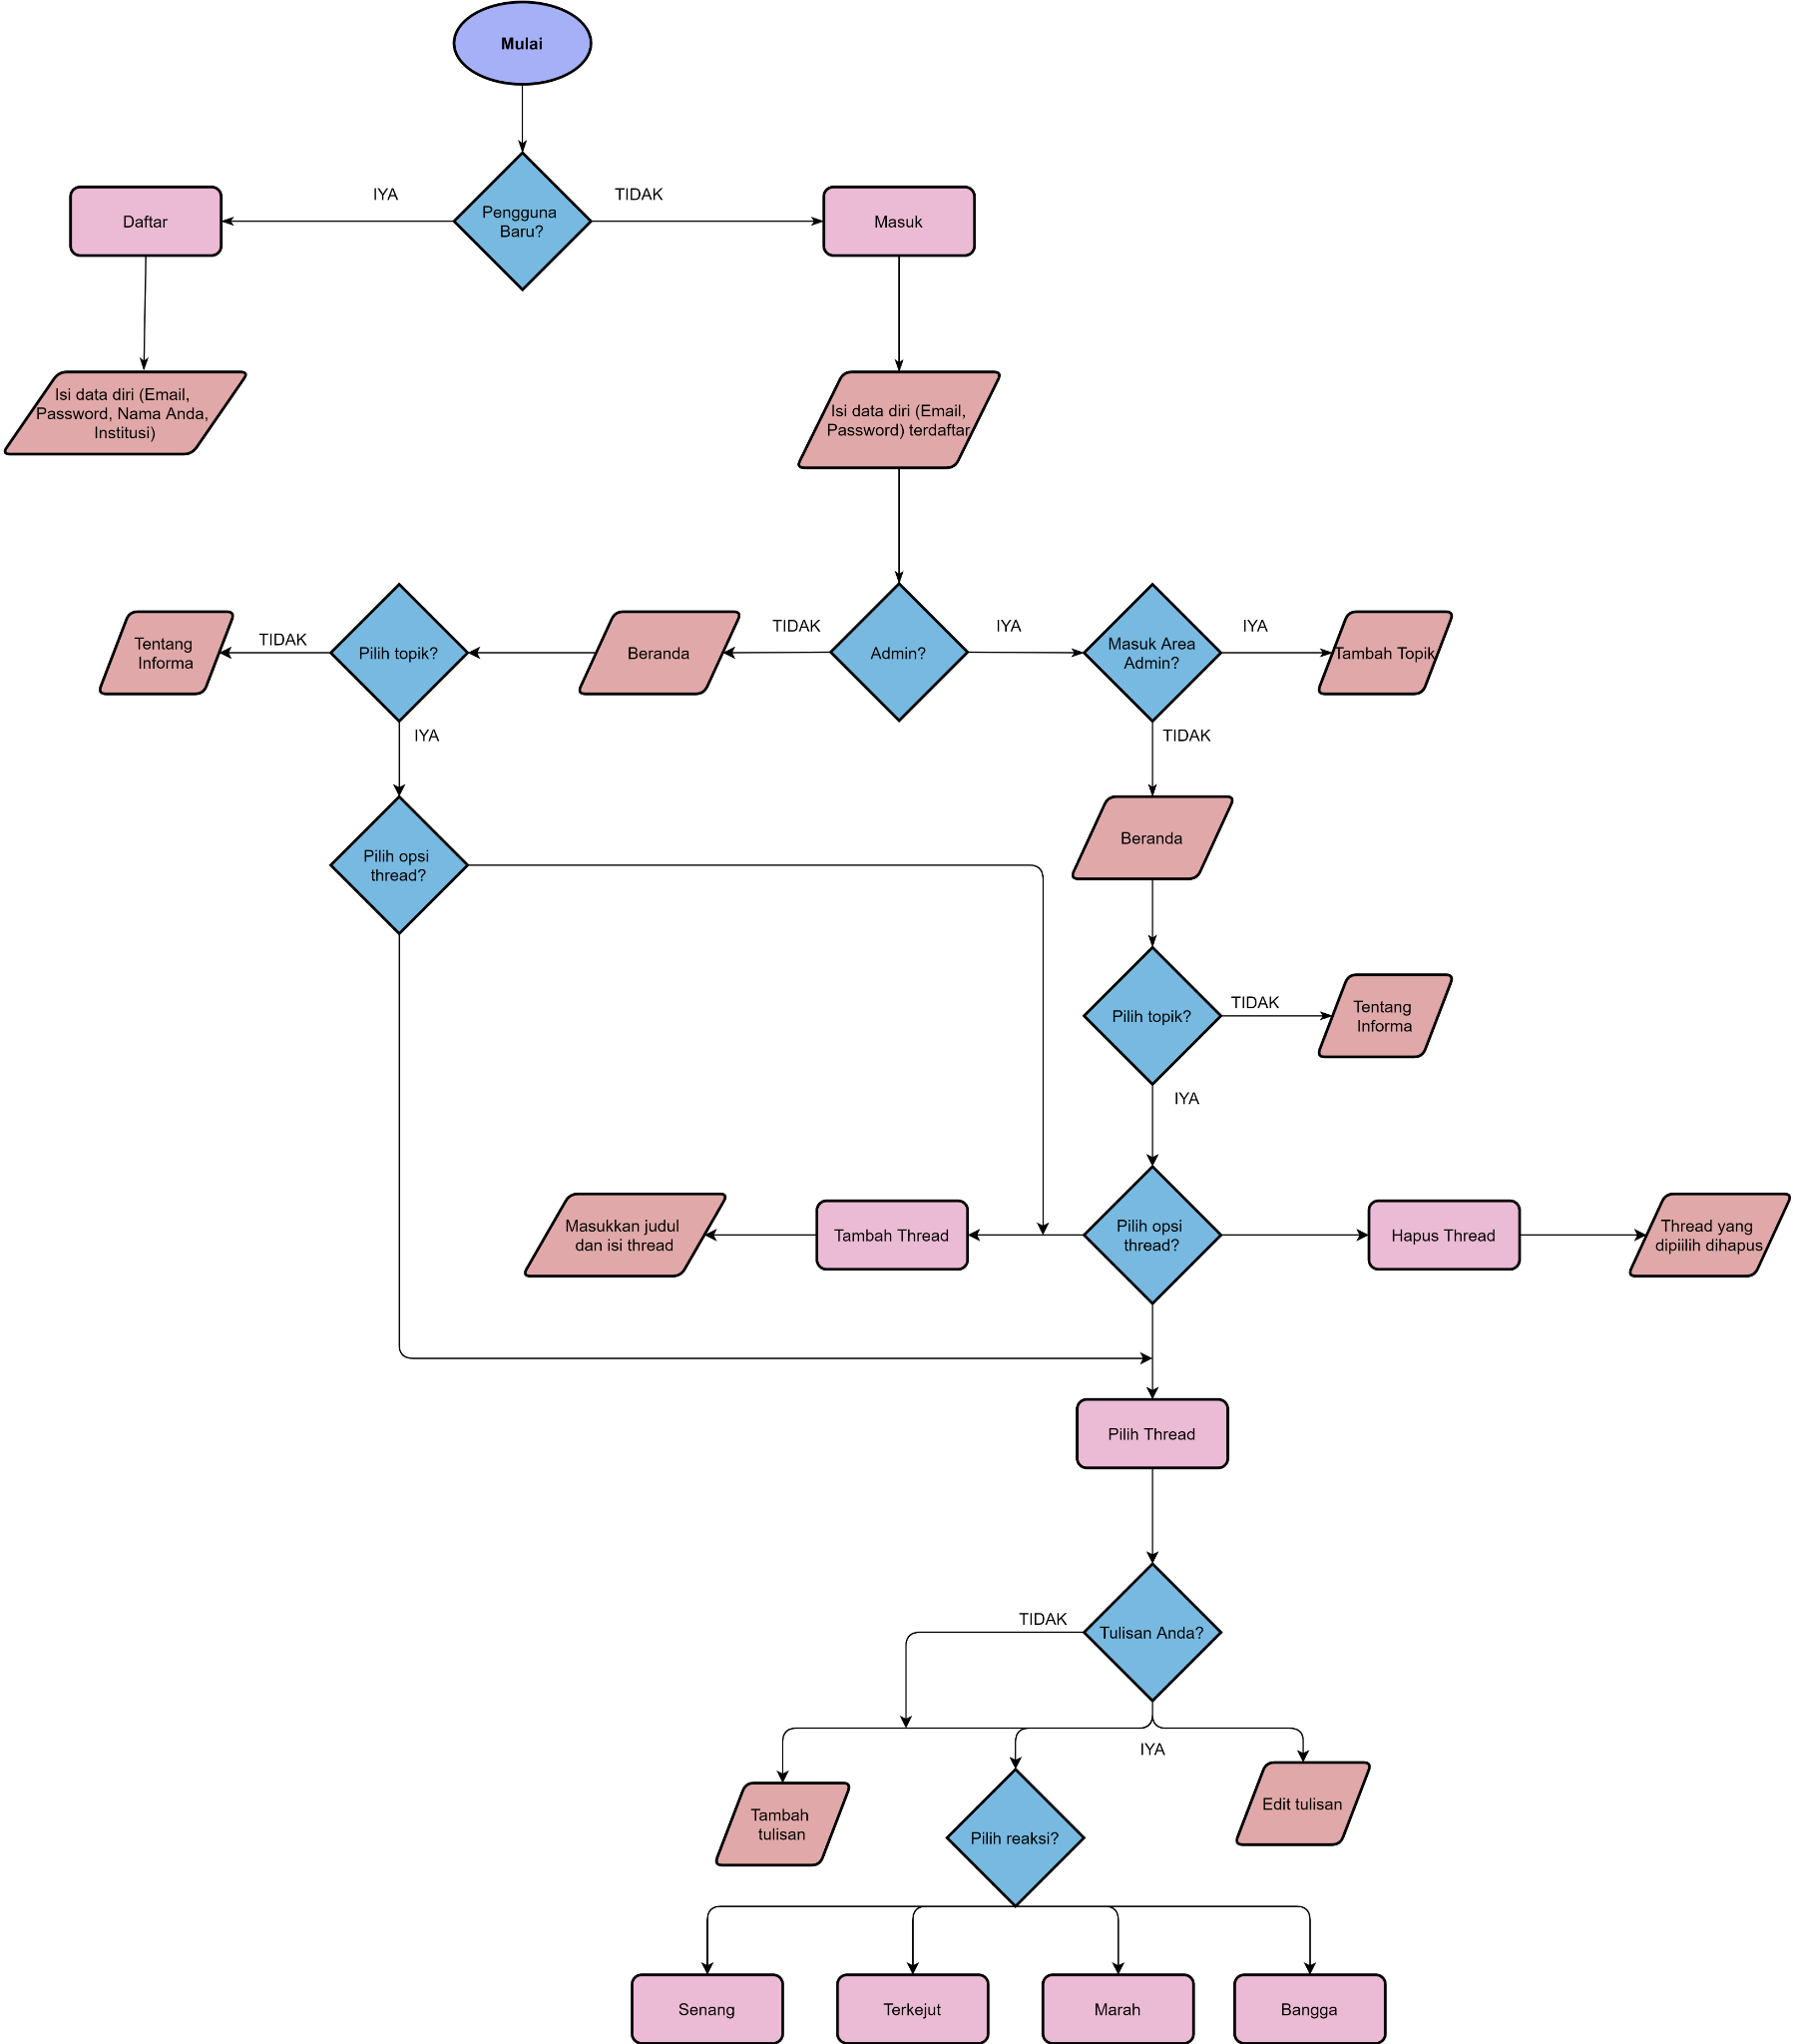 Mulai
IYA
TIDAK
Daftar
Pengguna
Baru?
Masuk
Isi data diri (Email,
Password, Nama Anda,
Institusi)
Isi data diri (Email,
Password) terdaftar
Tentang
Informa
TIDAK
Pilih topik?
Beranda
TIDAK
Admin?
IYA
Masuk Area
Admin?
IYA
Tambah Topik
IYA
TIDAK
Pilih opsi
thread?
Beranda
Pilih topik?
TIDAK
Tentang
Informa
IYA
Masukkan judul
dan isi thread
Tambah Thread
Pilih opsi
thread?
Hapus Thread
Thread yang
dipiilih dihapus
Pilih Thread
TIDAK
Tulisan Anda?
IYA
Tambah
tulisan
Pilih reaksi?
Edit tulisan
Senang
Terkejut
Marah
Bangga